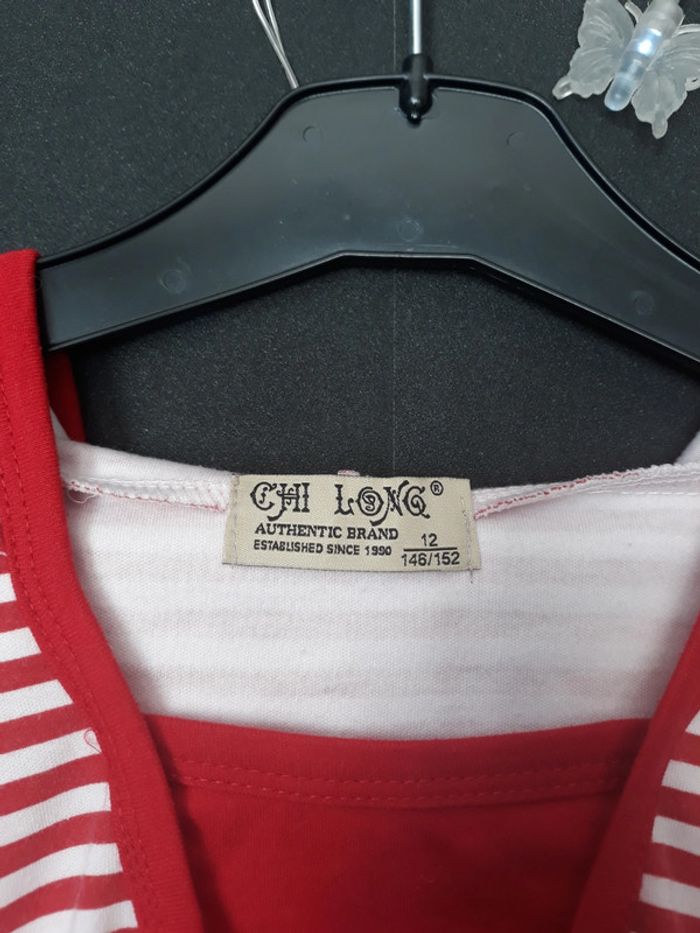 CHI LONG®
AUTHENTIC BRAND
ESTABLISHED SINCE 1990
12
146/152